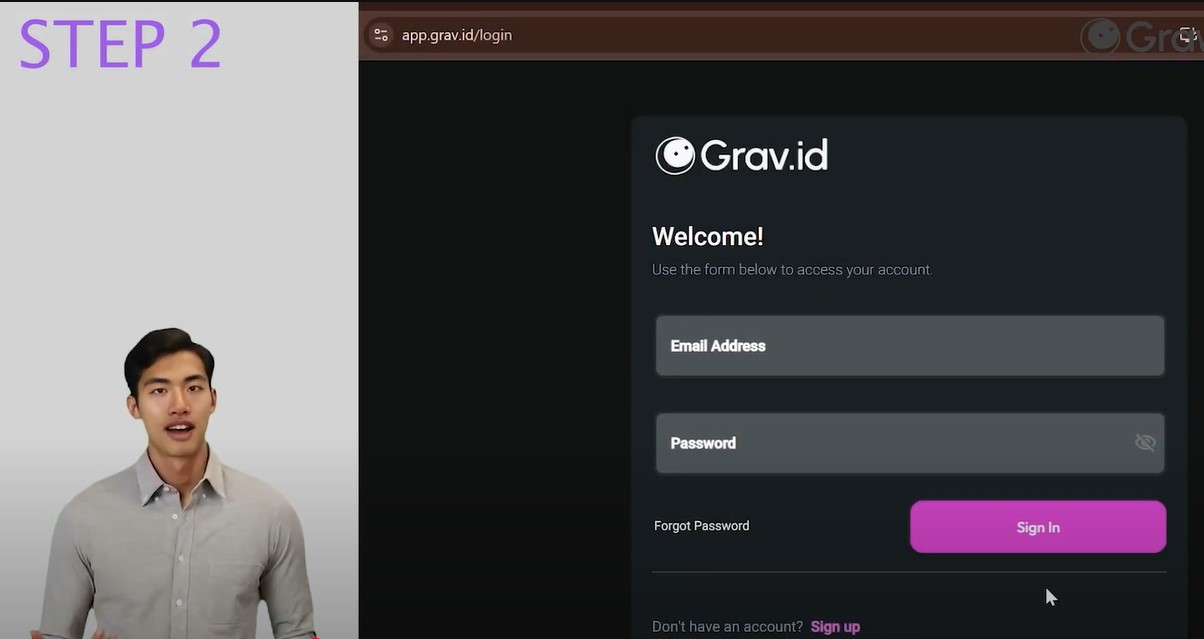 STEP 2
app.grav.id/login
Grav
Grav.id
Welcome!
Use the form below to access your account.
Email Address
Password
Forgot Password
Sign In
Don't have an account? Sign up